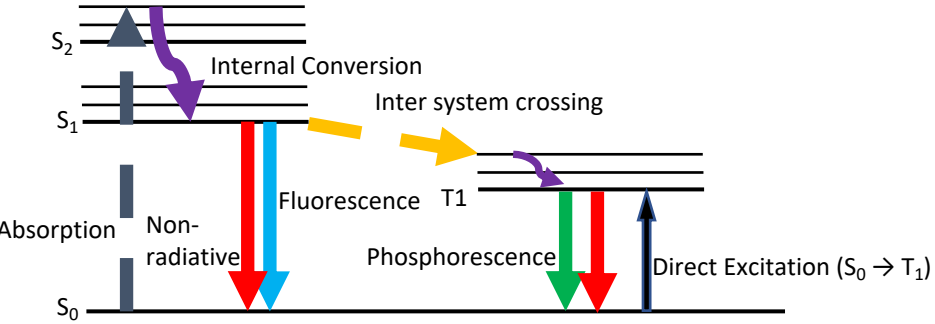 S2
Internal Conversion
Inter system crossing
S1
T1
Fluorescence
Absorption
Non-
radiative
Phosphorescence
Direct Excitation (S0 → T1)
S0